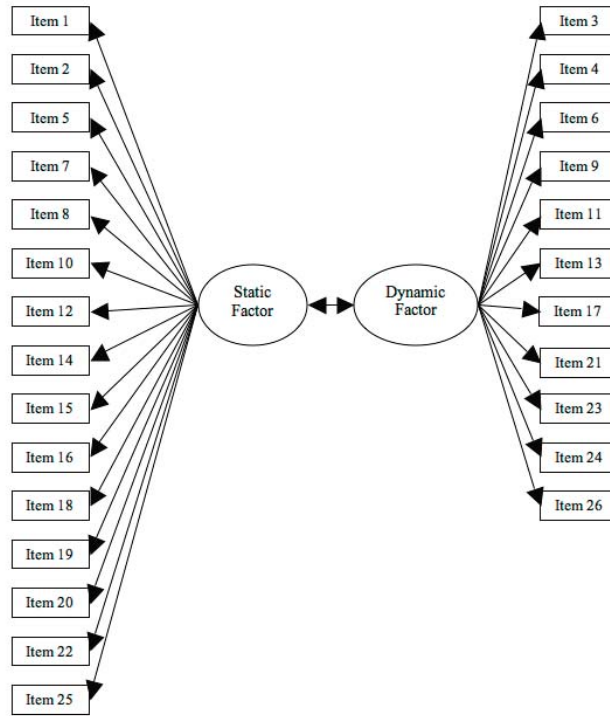 Item 1
Item 2
Item 5
Item 7
Item 8
Item 10
Item 12
Item 14
Item 15
Item 16
Item 18
Item 19
Item 20
Item 22
Item 25
Static
Factor
Dynamic
Factor
Item 3
Item 4
Item 6
Item 9
Item 11
Item 13
Item 17
Item 21
Item 23
Item 24
Item 26